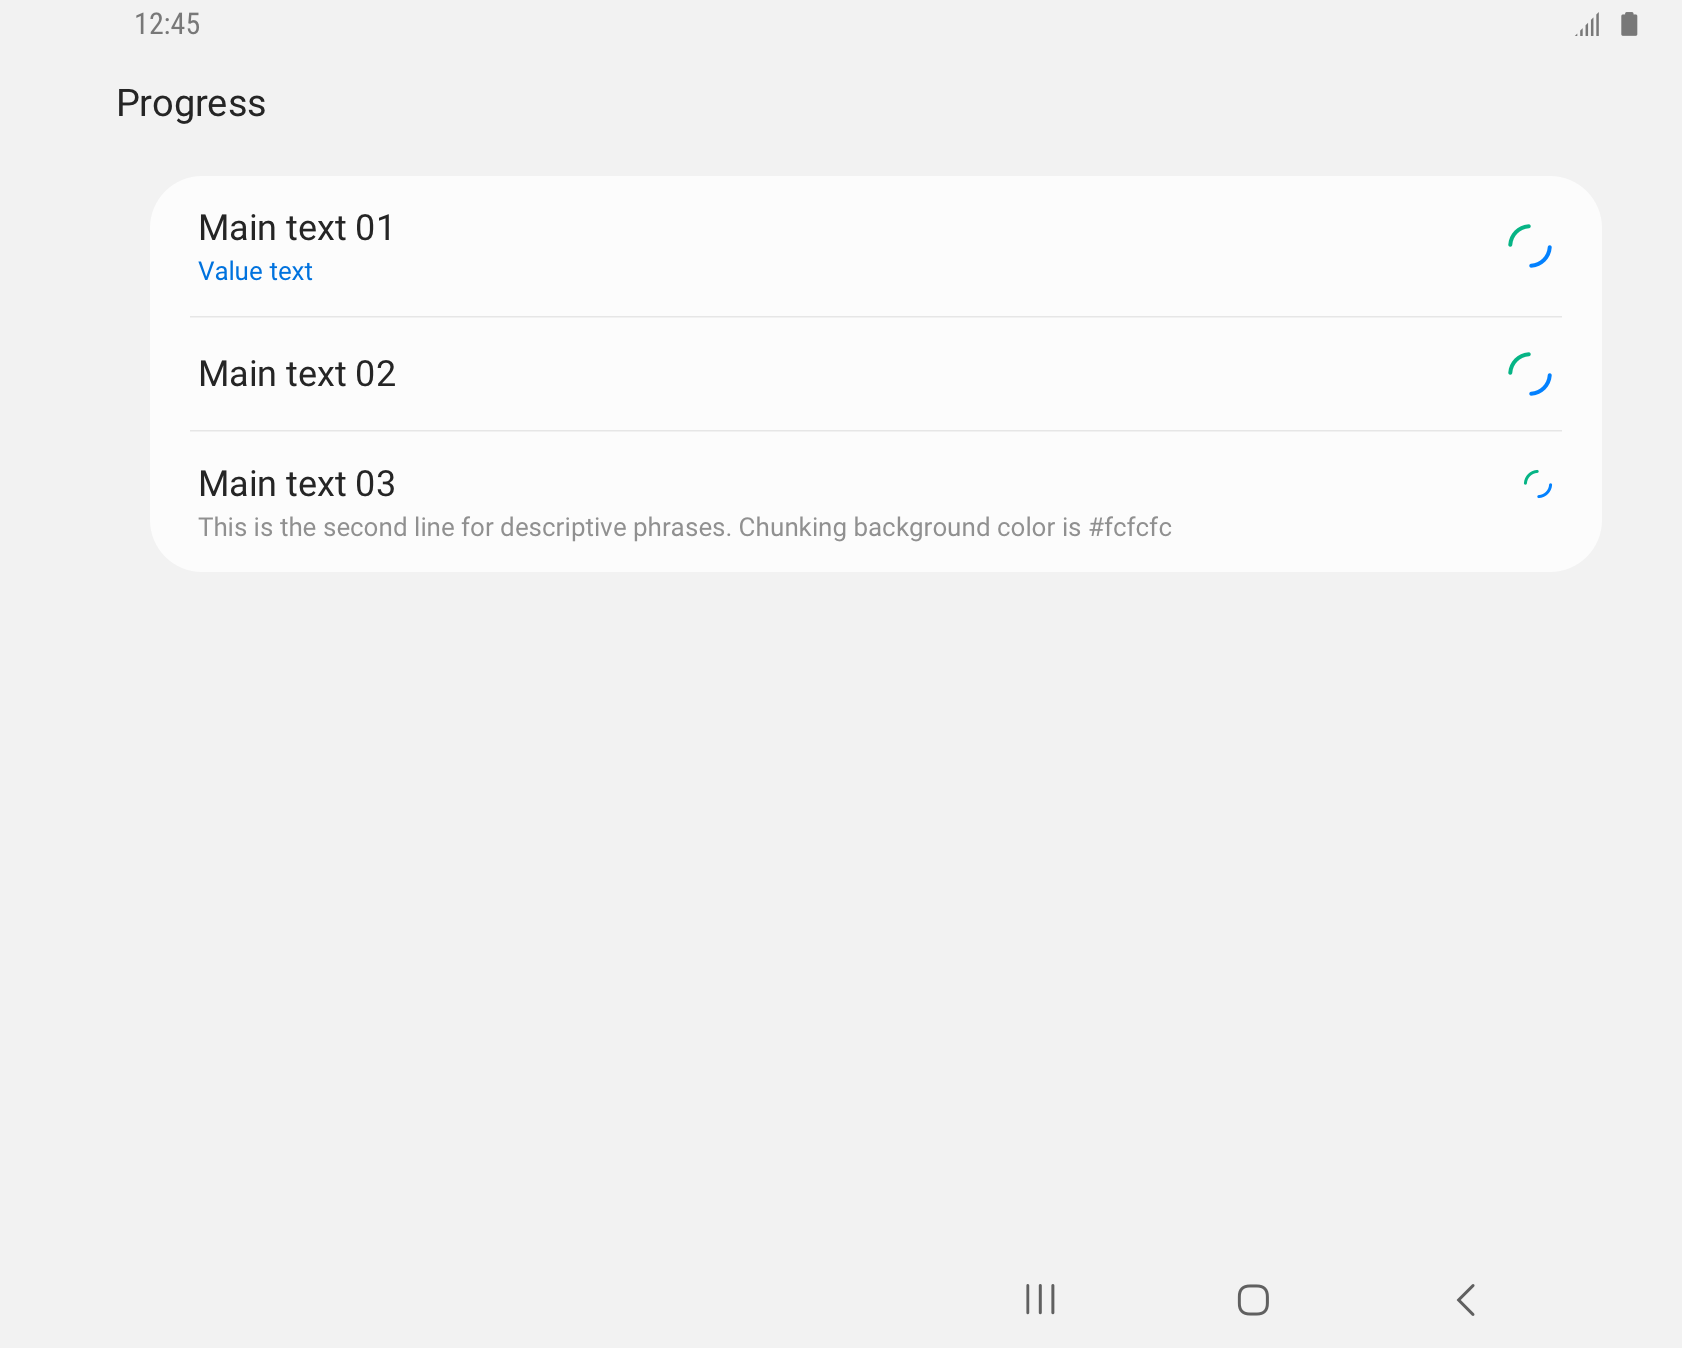 12:45
Progress
Main text 01
Value text
Main text 02
Main text 03
This is the second line for descriptive phrases. Chunking background color is #fcfcfc